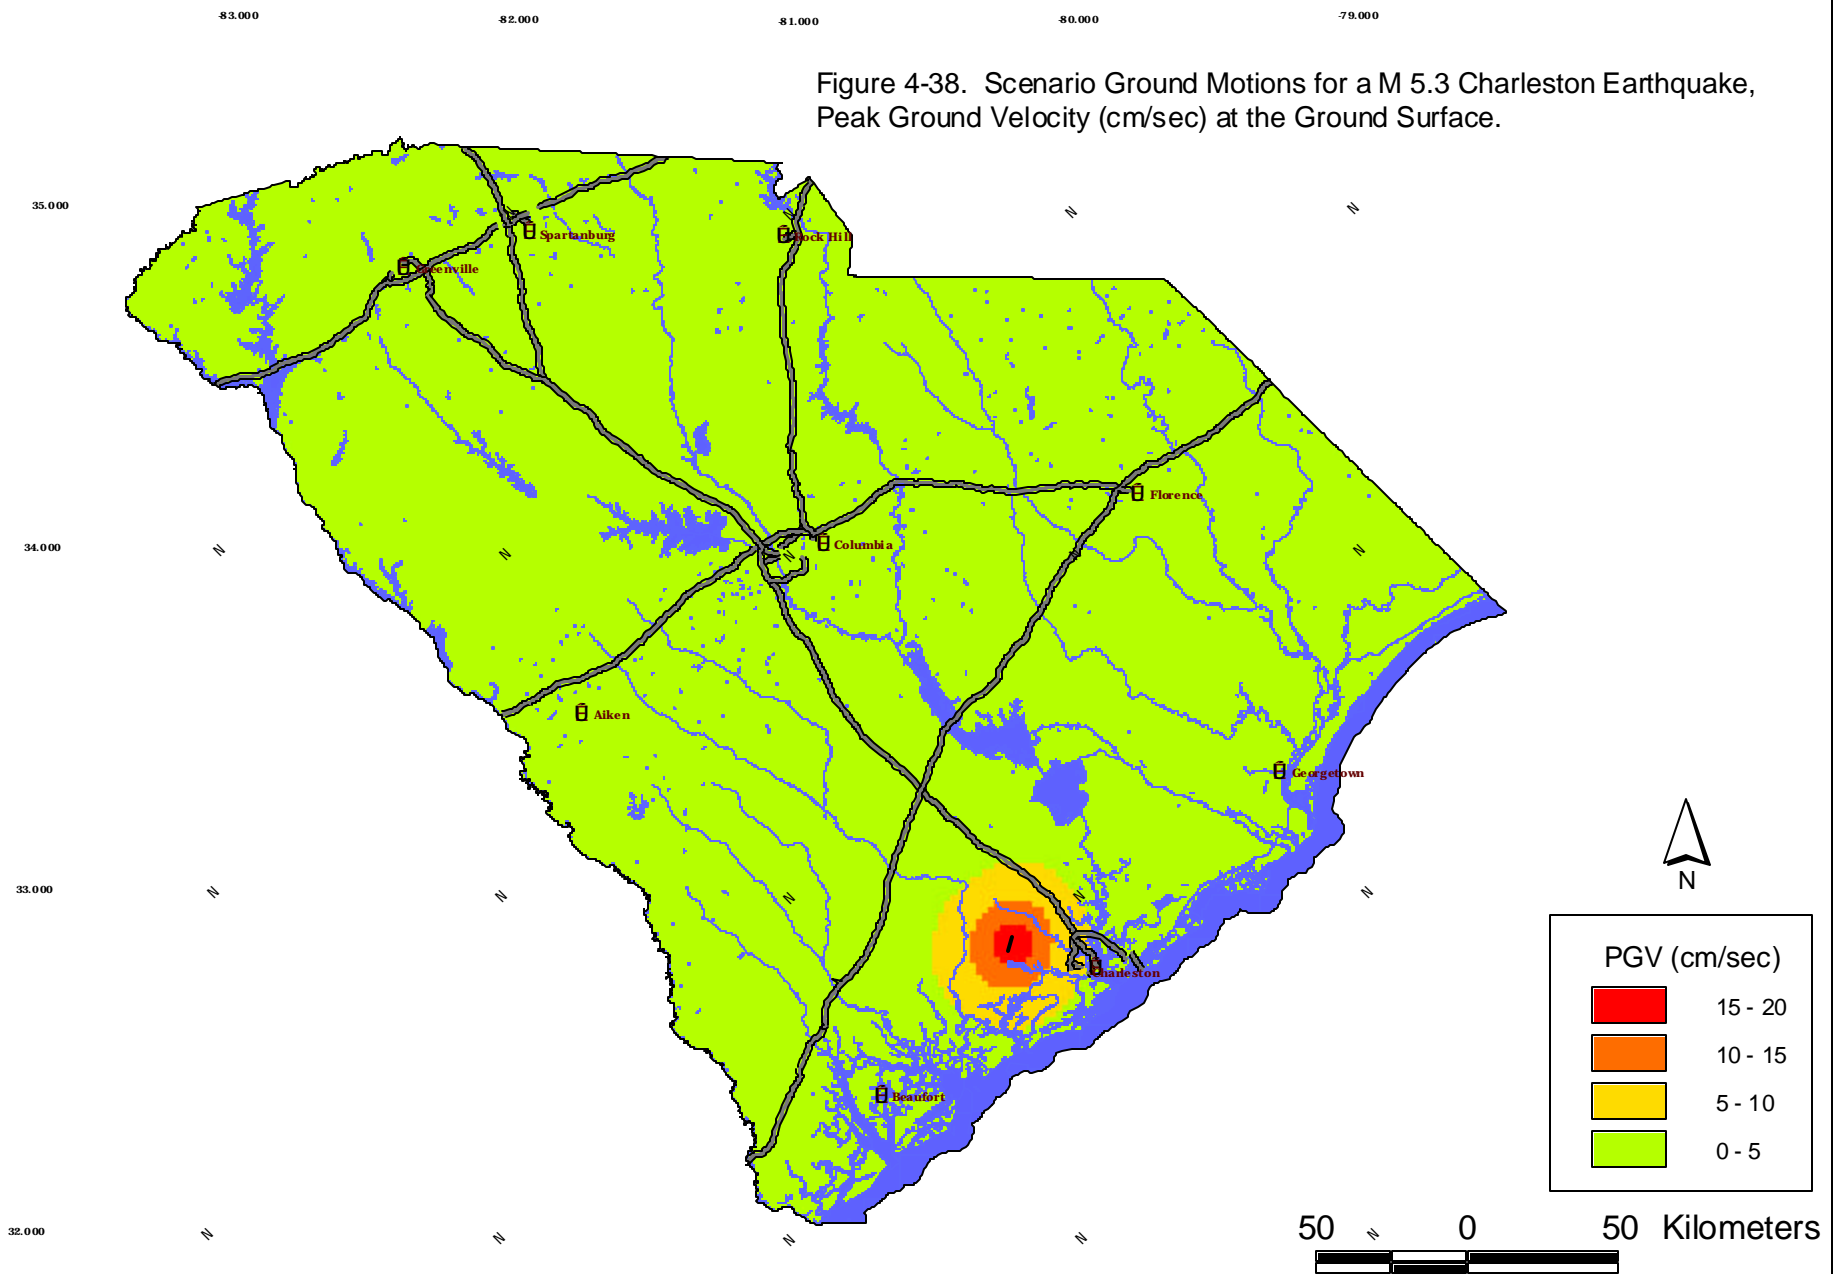 -83.000 -82.000 -81.000 -80.000 -79.000
Figure 4-38. Scenario Ground Motions for a M 5.3 Charleston Earthquake,
Peak Ground Velocity (cm/sec) at the Ground Surface.
35.000
N N N
Spartanburg
Rock Hill
Greenville
Florence
34.000
Columbia
N N N N
Aiken
Georgetown
N
33.000
N N N N N
PGV (cm/sec)
Charleston
15 - 20
10 - 15
5 - 10
0 - 5
Beaufort
32.000
N N N N N
50 0 50 Kilometers